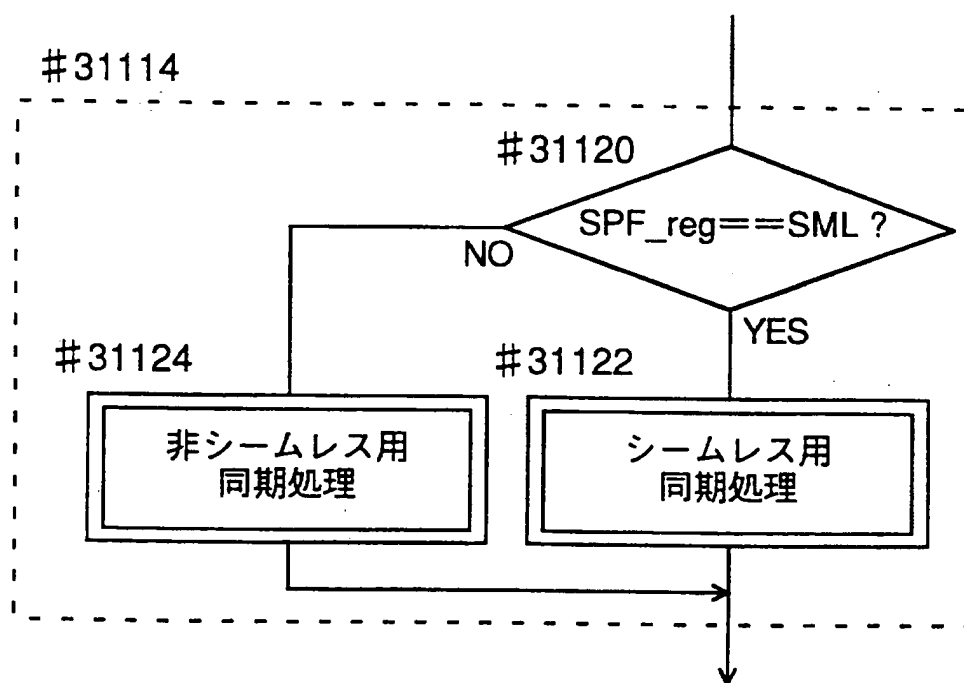 #31114
#31120
SPF_reg==SML ?
NO
YES
#31124
#31122
非シームレス用
同期処理
シームレス用
同期処理